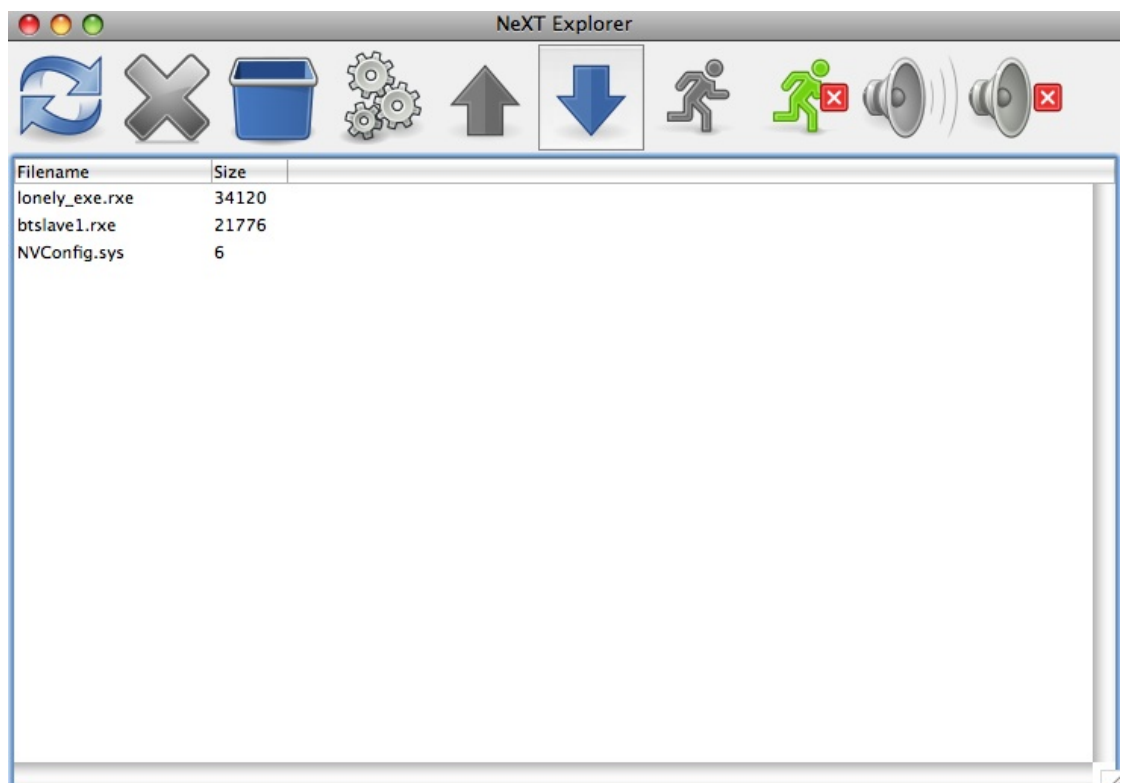 NeXT Explorer
Filename Size
lonely_exe.rxe 34120
btslave1.rxe 21776
NVConfig.sys 6